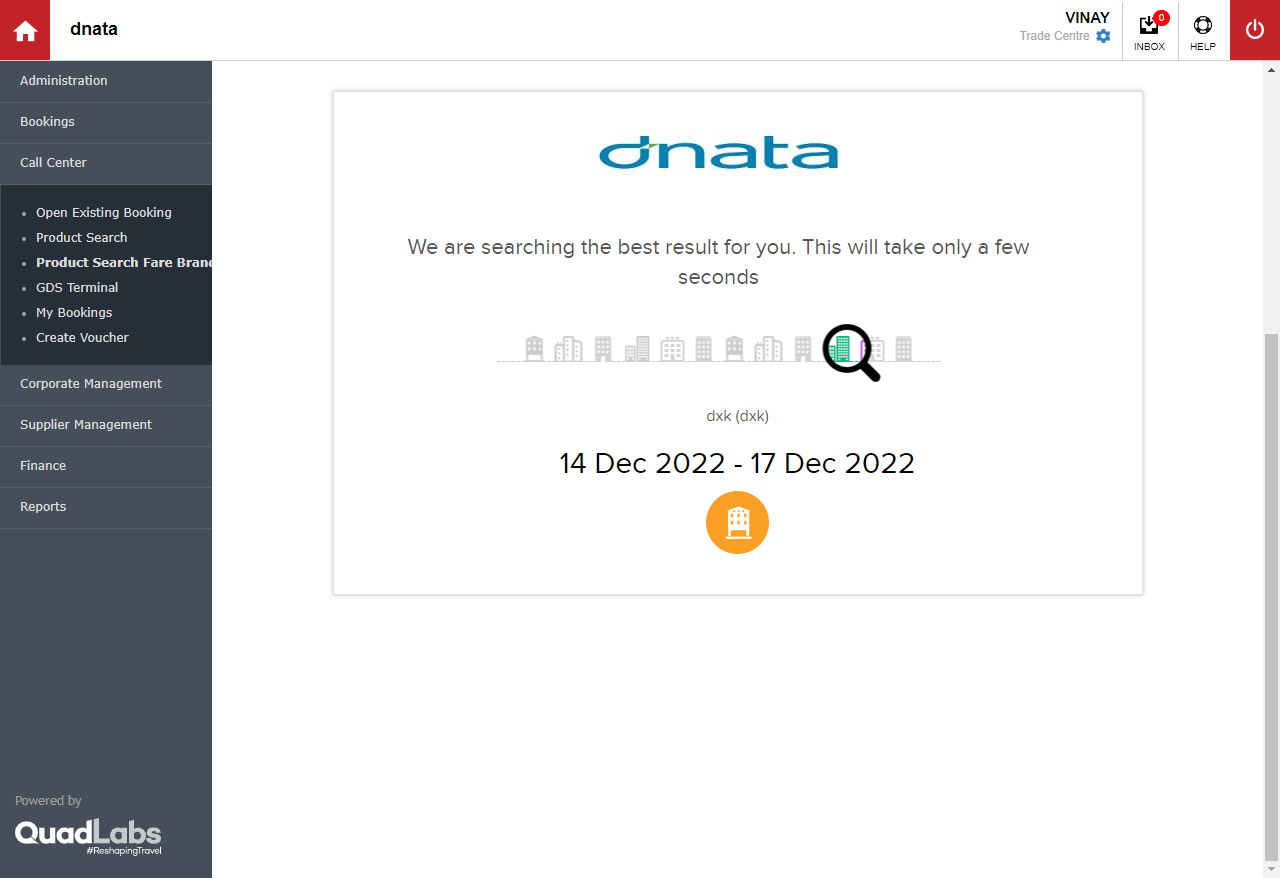 dnata
VINAY
Trade Centre
0
INBOX
HELP
Administration
Bookings
Call Center
Open Existing Booking
Product Search
Product Search Fare Bran
GDS Terminal
My Bookings
Create Voucher
Corporate Management
Supplier Management
Finance
Reports
Powered by
QuadLabs
#ReshapingTravel
dnata
We are searching the best result for you. This will take only a few
seconds
dxk (dxk)
14 Dec 2022 - 17 Dec 2022